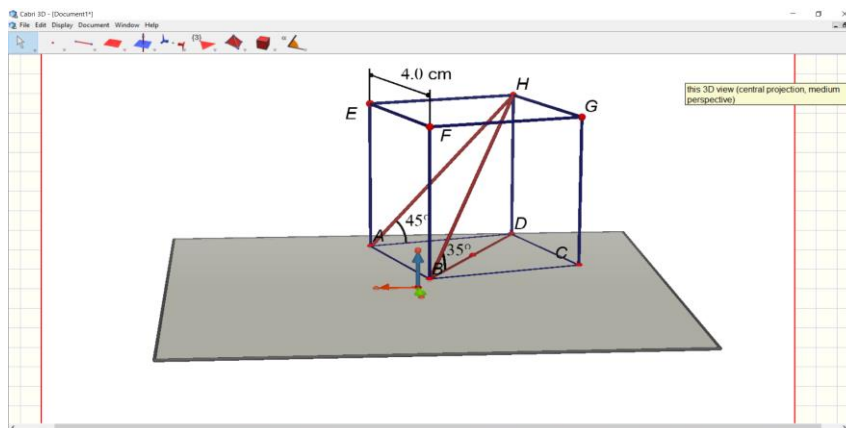 Cabri 3D - [Document1*]
File Edit Display Document Window Help
{3}
α
4.0 cm
this 3D view (central projection, medium
perspective)
H
E
G
F
45°
A
D
35°
C
B